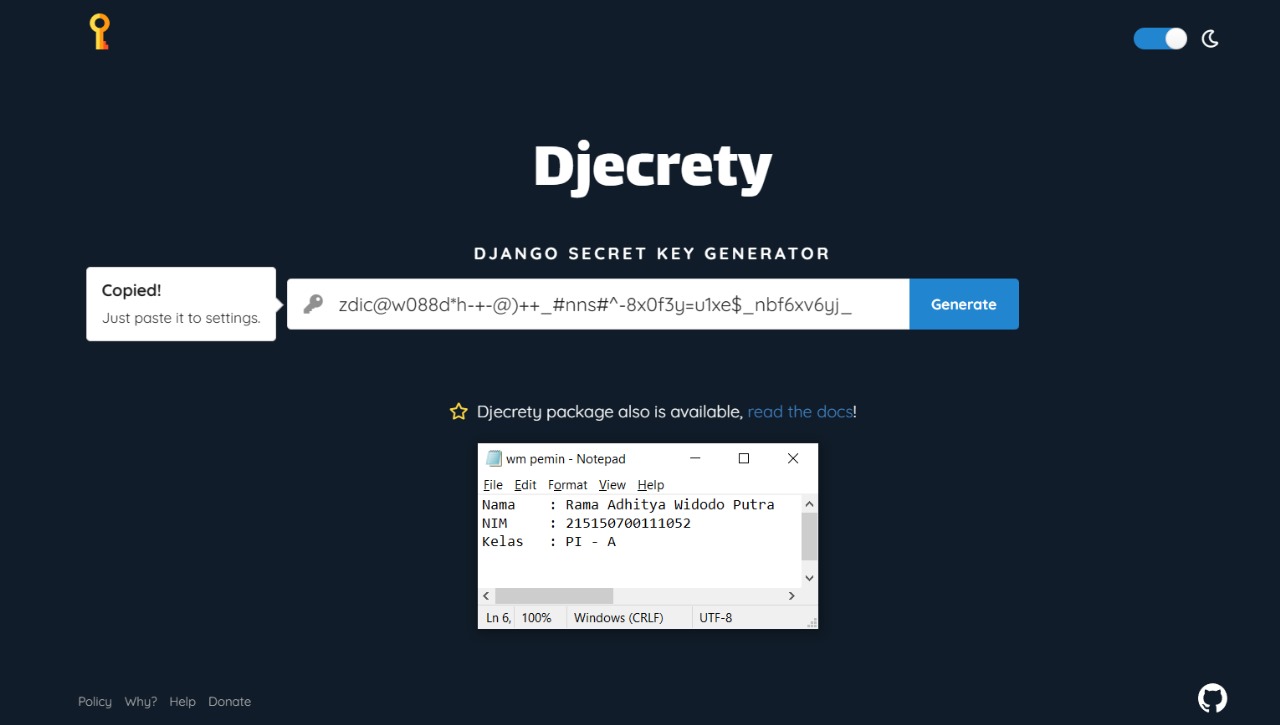 Djecrety
DJANGO SECRET KEY GENERATOR
Copied!
Just paste it to settings.
zdic@w088d*h-+-@)++_#nns#^-8x0f3y=u1xe$_nbf6xv6yj_
Generate
Djecrety package also is available, read the docs!
wm pemin - Notepad
File Edit Format View Help
Nama : Rama Adhitya Widodo Putra
NIM : 215150700111052
Kelas : PI - A
Ln 6, 100% Windows (CRLF) UTF-8
Policy Why? Help Donate